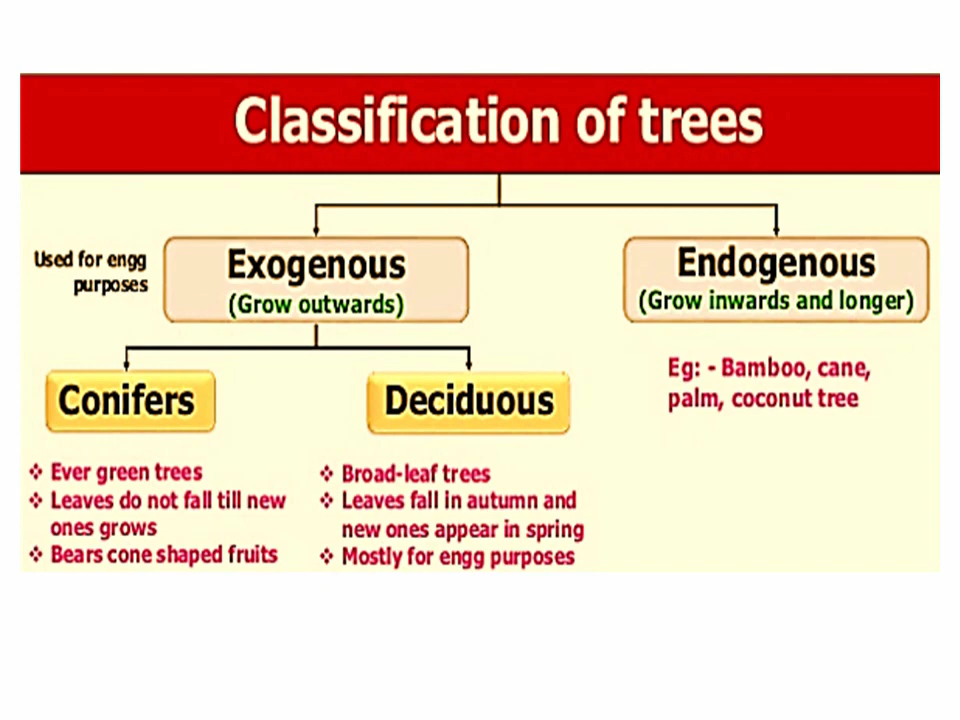 Classification of trees
Used for engg
purposes
Exogenous
(Grow outwards)
Endogenous
(Grow inwards and longer)
Conifers
Deciduous
Eg: - Bamboo, cane,
palm, coconut tree
❖ Ever green trees
❖ Leaves do not fall till new
ones grows
❖ Bears cone shaped fruits
❖ Broad-leaf trees
❖ Leaves fall in autumn and
new ones appear in spring
❖ Mostly for engg purposes